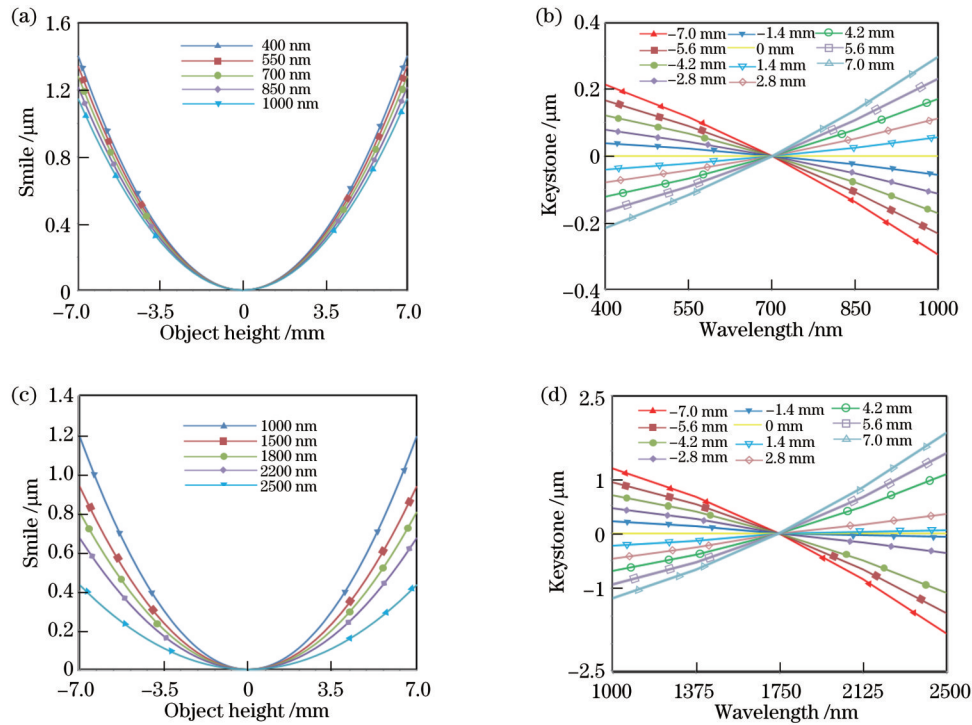 (a)
1.6
1.2
0.8
0.4
0
Smile /μm
400 nm
550 nm
700 nm
850 nm
1000 nm
−7.0 −3.5 0 3.5 7.0
Object height /mm
(b)
0.4
0.2
0
−0.2
−0.4
Keystone /μm
−7.0 mm −1.4 mm 4.2 mm
−5.6 mm 0 mm 5.6 mm
−4.2 mm 1.4 mm 7.0 mm
−2.8 mm 2.8 mm
400 550 700 850 1000
Wavelength /nm
(c)
1.4
1.2
1.0
0.8
0.6
0.4
0.2
0
Smile /μm
1000 nm
1500 nm
1800 nm
2200 nm
2500 nm
−7.0 −3.5 0 3.5 7.0
Object height /mm
(d)
2.5
1
0
−1
−2.5
Keystone /μm
−7.0 mm −1.4 mm 4.2 mm
−5.6 mm 0 mm 5.6 mm
−4.2 mm 1.4 mm 7.0 mm
−2.8 mm 2.8 mm
1000 1375 1750 2125 2500
Wavelength /nm